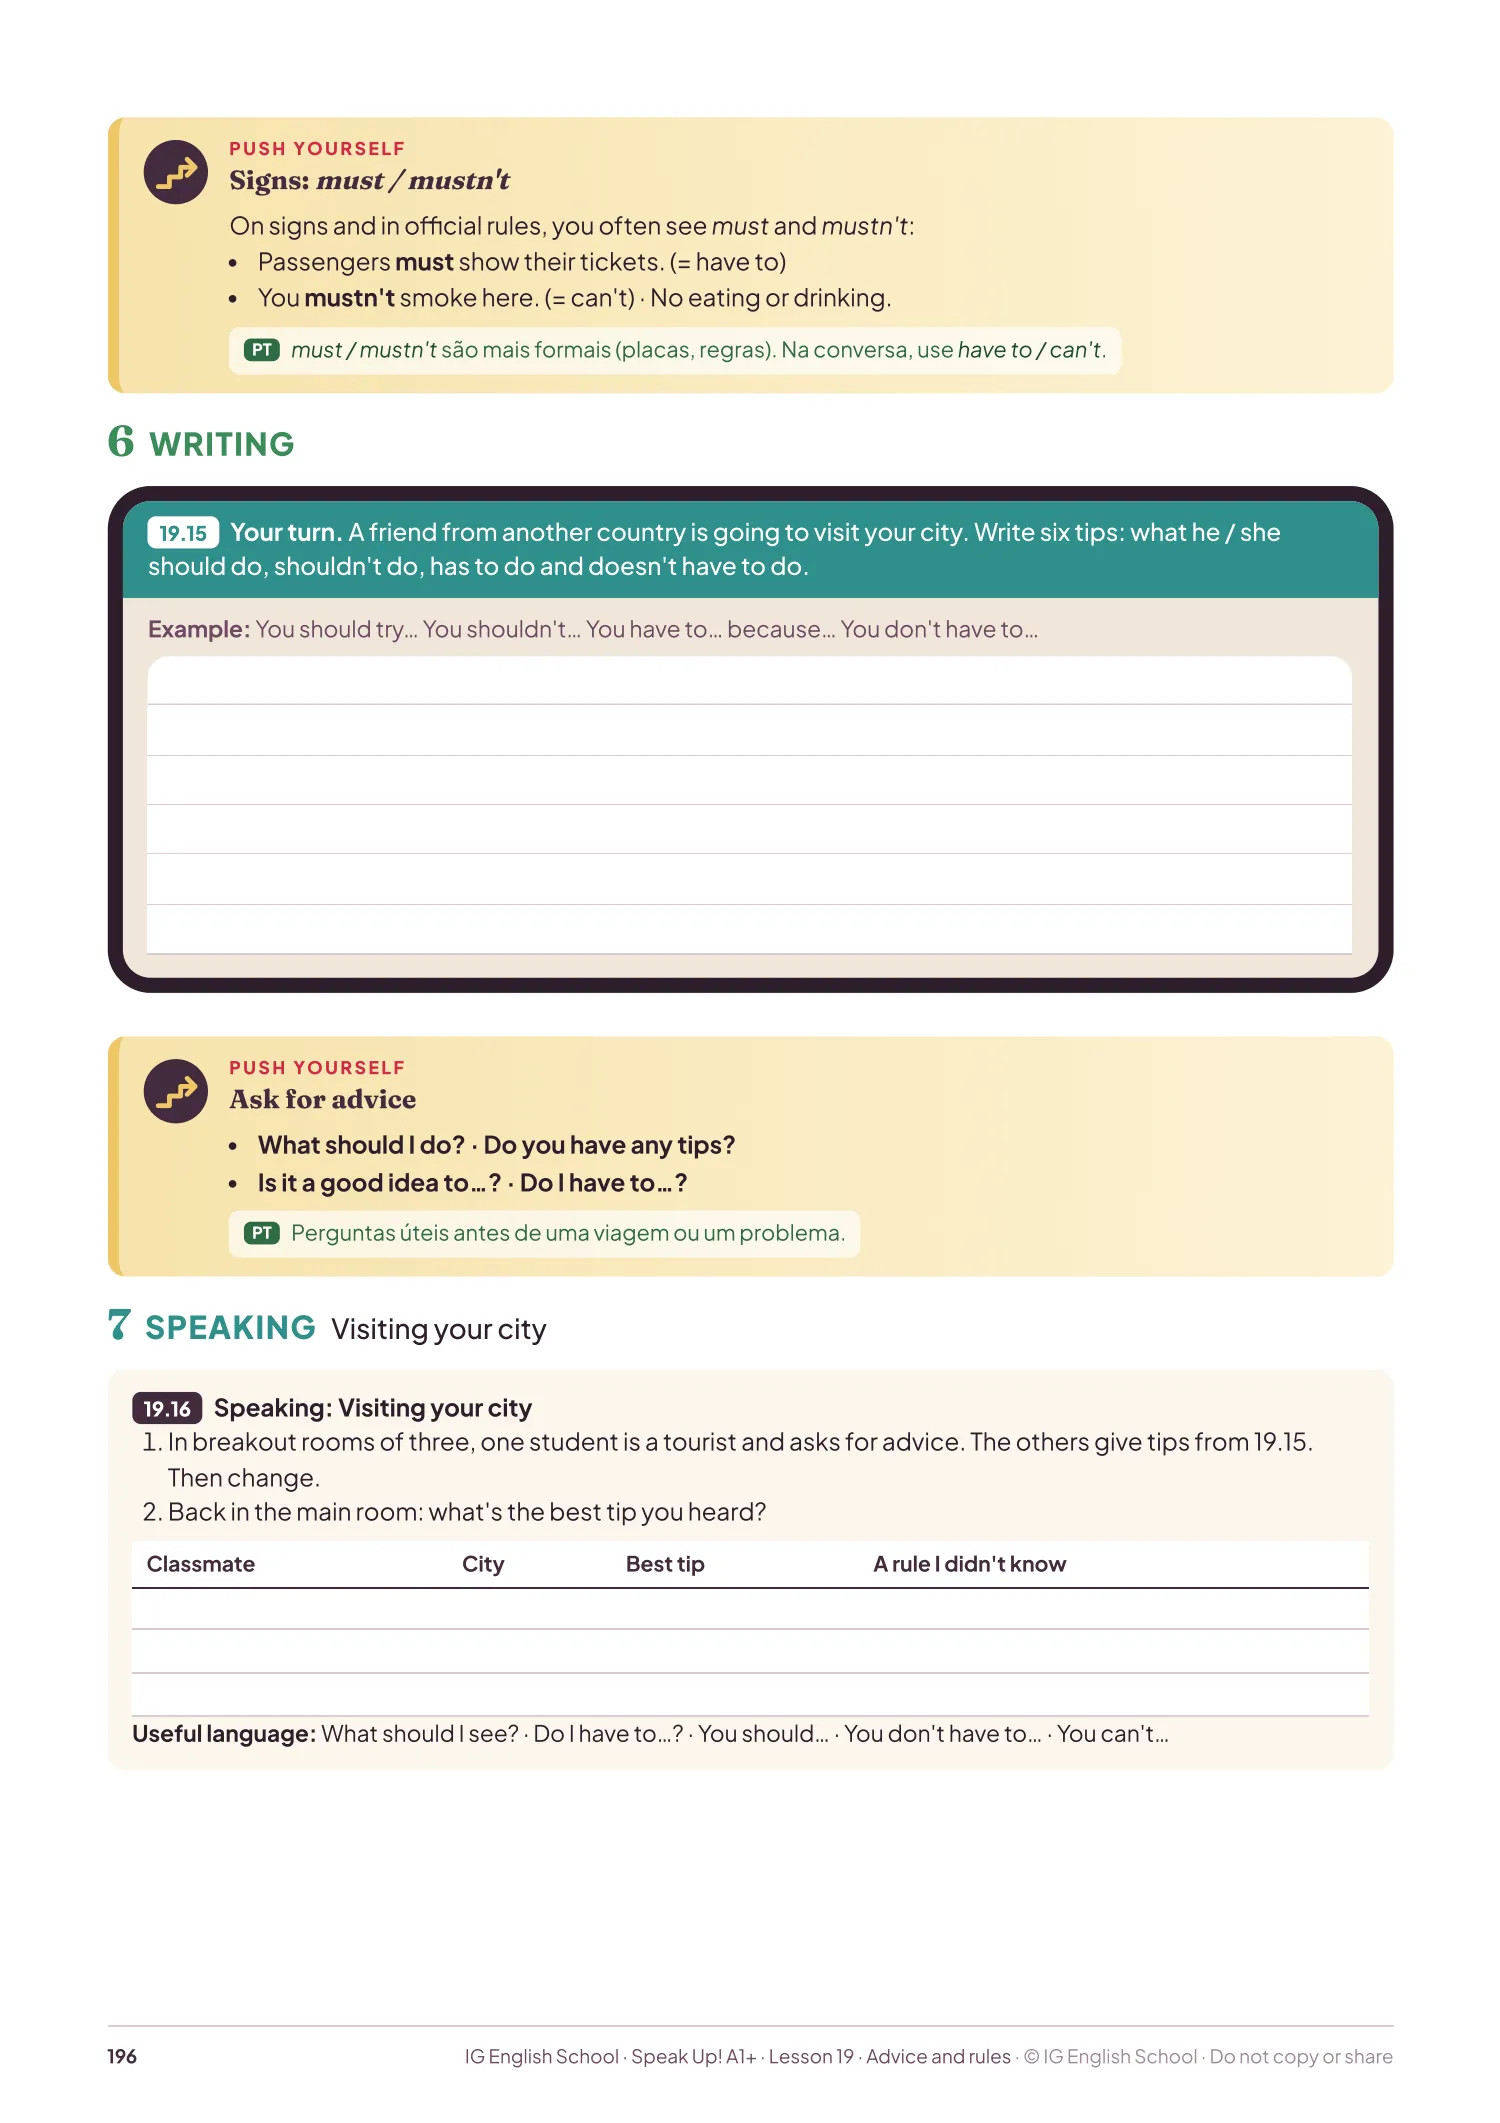 PUSH YOURSELF
Signs: must / mustn't
On signs and in official rules, you often see must and mustn't:
• Passengers must show their tickets. (= have to)
• You mustn't smoke here. (= can't) · No eating or drinking.
PT must / mustn't são mais formais (placas, regras). Na conversa, use have to / can't.
6 WRITING
19.15 Your turn. A friend from another country is going to visit your city. Write six tips: what he / she
should do, shouldn't do, has to do and doesn't have to do.
Example: You should try… You shouldn't… You have to… because… You don't have to…
PUSH YOURSELF
Ask for advice
• What should I do? · Do you have any tips?
• Is it a good idea to…? · Do I have to…?
PT Perguntas úteis antes de uma viagem ou um problema.
7 SPEAKING Visiting your city
19.16 Speaking: Visiting your city
1. In breakout rooms of three, one student is a tourist and asks for advice. The others give tips from 19.15.
Then change.
2. Back in the main room: what's the best tip you heard?
Classmate City Best tip A rule I didn't know
Useful language: What should I see? · Do I have to…? · You should… · You don't have to… · You can't…
196 IG English School · Speak Up! A1+ · Lesson 19 · Advice and rules · © IG English School · Do not copy or share